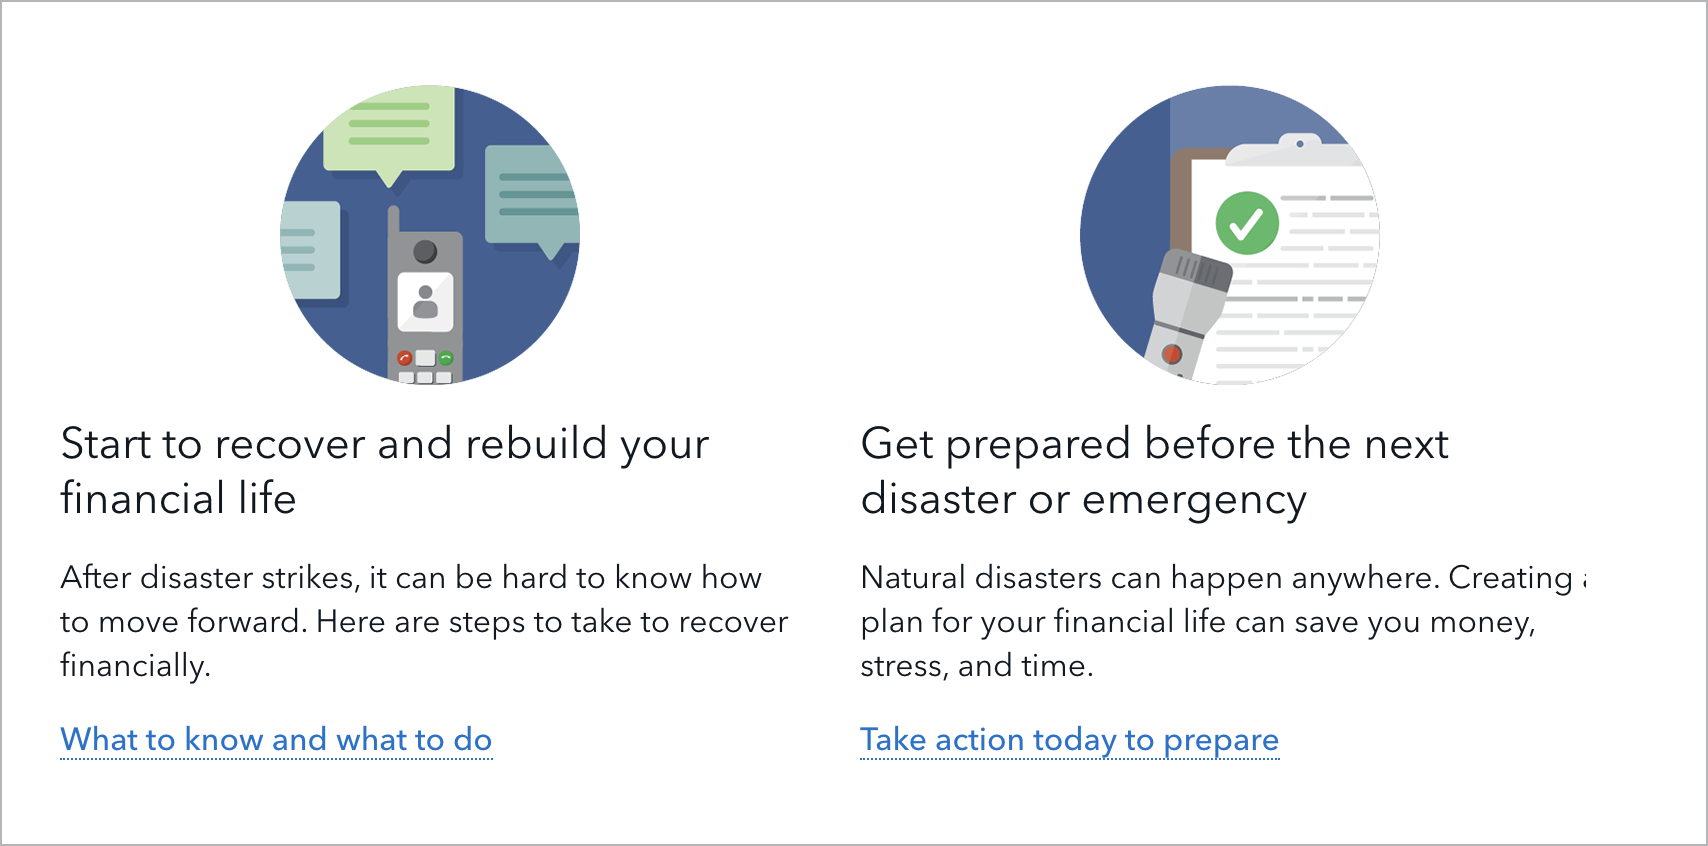 Start to recover and rebuild your
financial life
After disaster strikes, it can be hard to know how
to move forward. Here are steps to take to recover
financially.
What to know and what to do
Get prepared before the next
disaster or emergency
Natural disasters can happen anywhere. Creating
plan for your financial life can save you money,
stress, and time.
Take action today to prepare